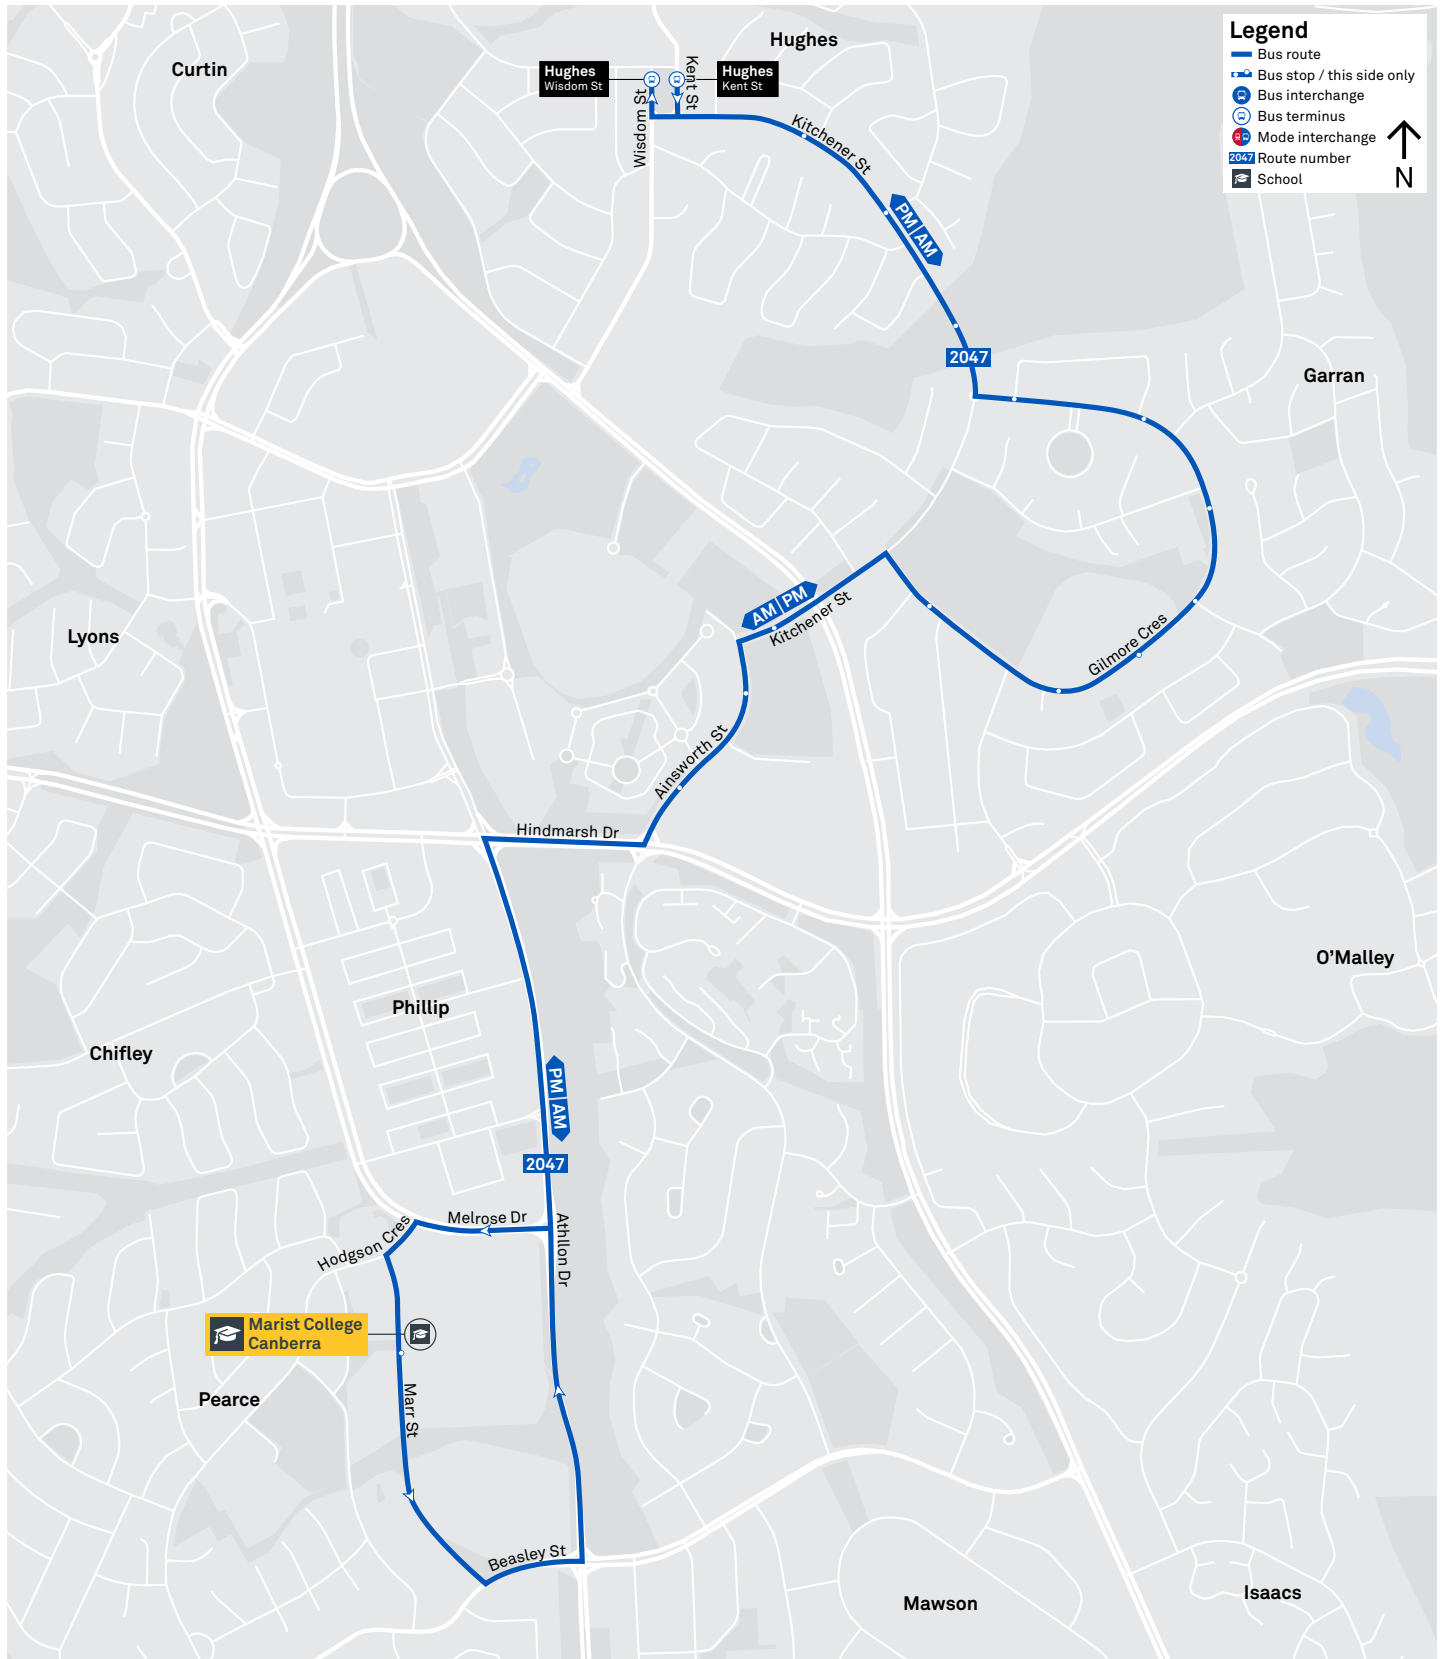 Legend
Bus route
Bus stop / this side only
Bus interchange
Bus terminus
Mode interchange
2047 Route number
School
N
Hughes
Curtin
Hughes
Wisdom St
Hughes
Kent St
Kent St
Wisdom St
Kitchener St
PM AM
2047
Garran
AM PM
Kitchener St
Lyons
Gilmore Cres
Ainsworth St
Hindmarsh Dr
O'Malley
Phillip
Chifley
PM AM
2047
Melrose Dr
Hodgson Cres
Athllon Dr
Marist College
Canberra
Pearce
Marr St
Beasley St
Mawson
Isaacs